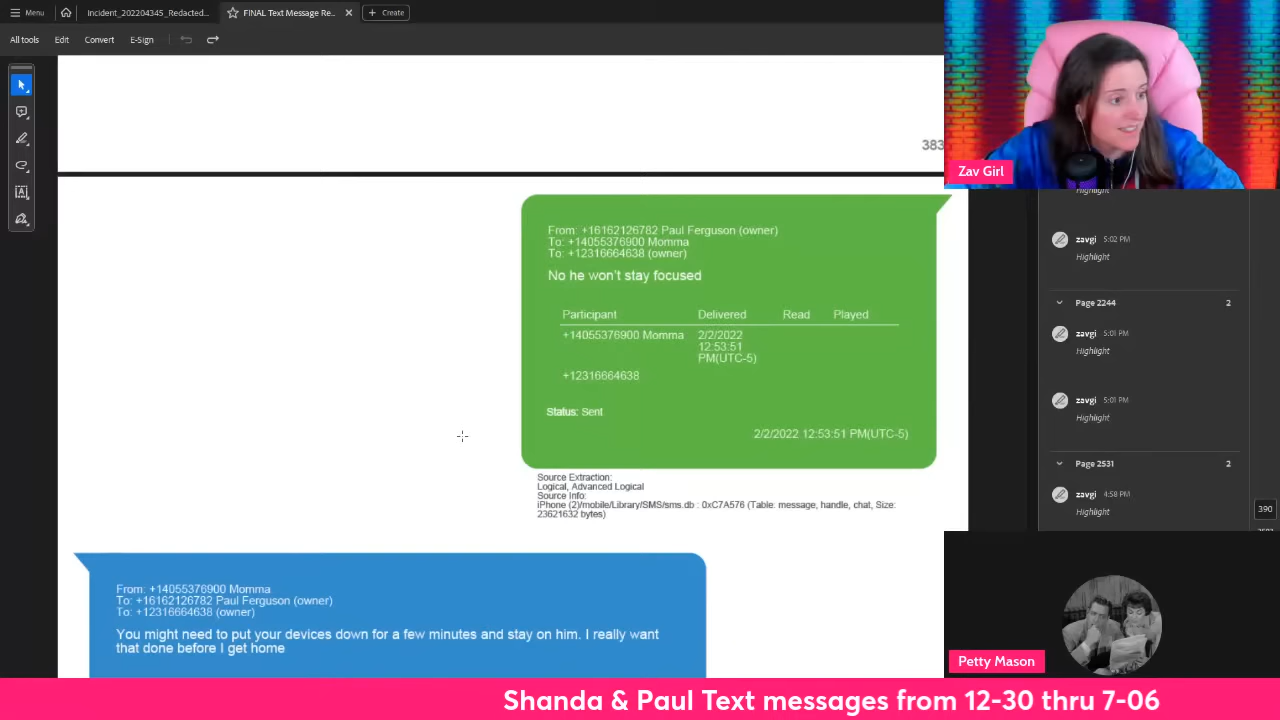 Menu
Incident_202204345_Redacted...
FINAL Text Message Re...
Create
All tools
Edit
Convert
E-Sign
383
From: +16162126782 Paul Ferguson (owner)
To: +14055376900 Momma
To: +12316664638 (owner)
No he won't stay focused
Participant Delivered Read Played
+14055376900 Momma 2/2/2022
12:53:51
PM(UTC-5)
+12316664638
Status: Sent
2/2/2022 12:53:51 PM(UTC-5)
Source Extraction:
Logical, Advanced Logical
Source Info:
iPhone (2)/mobile/Library/SMS/sms.db : 0xC7A576 (Table: message, handle, chat, Size:
23621632 bytes)
From: +14055376900 Momma
To: +16162126782 Paul Ferguson (owner)
To: +12316664638 (owner)
You might need to put your devices down for a few minutes and stay on him. I really want
that done before I get home
Zav Girl
Highlight
zavgi 5:02 PM
Highlight
Page 2244 2
zavgi 5:01 PM
Highlight
zavgi 5:01 PM
Highlight
Page 2531 2
zavgi 4:58 PM
Highlight
390
Petty Mason
Shanda & Paul Text messages from 12-30 thru 7-06